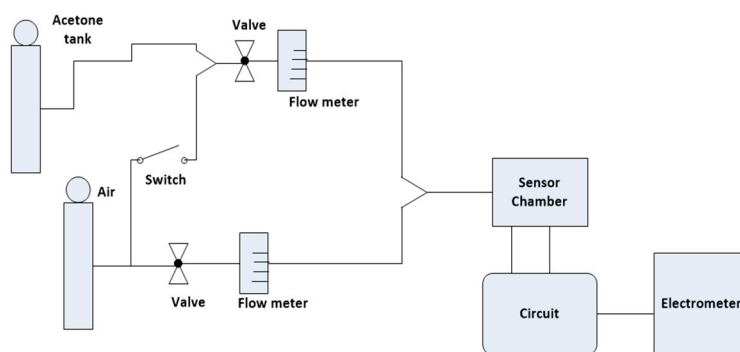 Acetone
tank
Valve
Flow meter
Switch
Air
Valve
Flow meter
Sensor
Chamber
Circuit
Electrometer